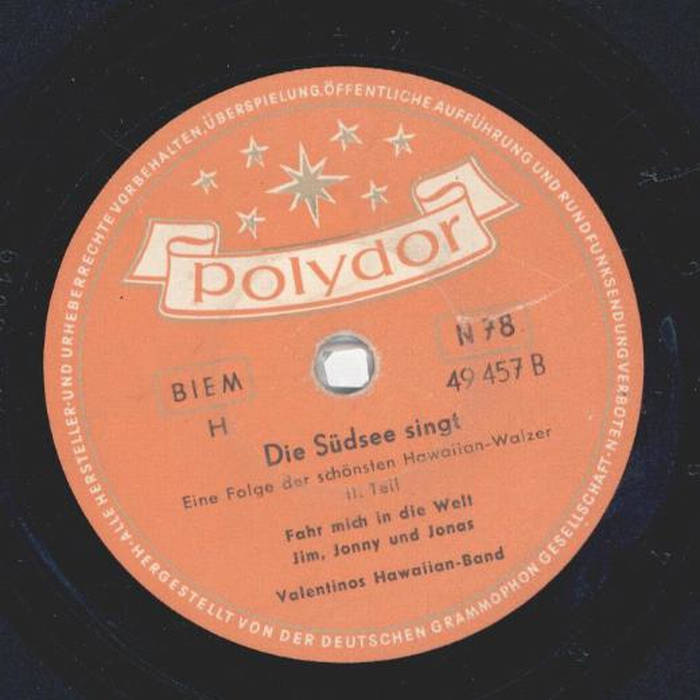 ALLE HERSTELLER-UND URHEBERRECHTE VORBEHALTEN, ÜBERSPIELUNG, ÖFFENTLICHE AUFFÜHRUNG UND RUNDFUNKSENDUNG VERBOTEN·HERGESTELLT VON DER DEUTSCHEN GRAMMOPHON GESELLSCHAFT·
polydor
N 78
BIEM
49 457 B
H
Die Südsee singt
Eine Folge der schönsten Hawaiian-Walzer
II. Teil
Fahr mich in die Welt
Jim, Jonny und Jonas
Valentinos Hawaiian-Band